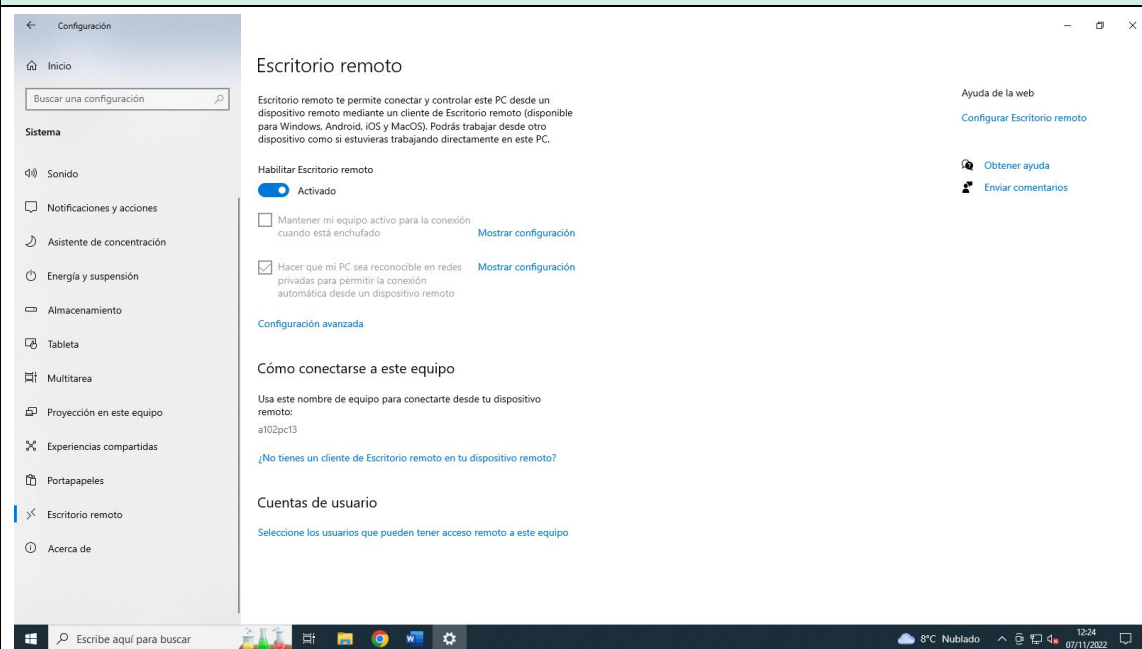 Configuración
Inicio
Buscar una configuración
Sistema
Sonido
Notificaciones y acciones
Asistente de concentración
Energía y suspensión
Almacenamiento
Tableta
Multitarea
Proyección en este equipo
Experiencias compartidas
Portapapeles
Escritorio remoto
Acerca de
Escritorio remoto
Escritorio remoto te permite conectar y controlar este PC desde un
dispositivo remoto mediante un cliente de Escritorio remoto (disponible
para Windows, Android, iOS y MacOS). Podrás trabajar desde otro
dispositivo como si estuvieras trabajando directamente en este PC.
Habilitar Escritorio remoto
Activado
Mantener mi equipo activo para la conexión
cuando está enchufado
Mostrar configuración
Hacer que mi PC sea reconocible en redes
privadas para permitir la conexión
automática desde un dispositivo remoto
Mostrar configuración
Configuración avanzada
Cómo conectarse a este equipo
Usa este nombre de equipo para conectarte desde tu dispositivo
remoto:
a102pc13
¿No tienes un cliente de Escritorio remoto en tu dispositivo remoto?
Cuentas de usuario
Seleccione los usuarios que pueden tener acceso remoto a este equipo
Ayuda de la web
Configurar Escritorio remoto
Obtener ayuda
Enviar comentarios
Escribe aquí para buscar
8°C Nublado
12:24
07/11/2022